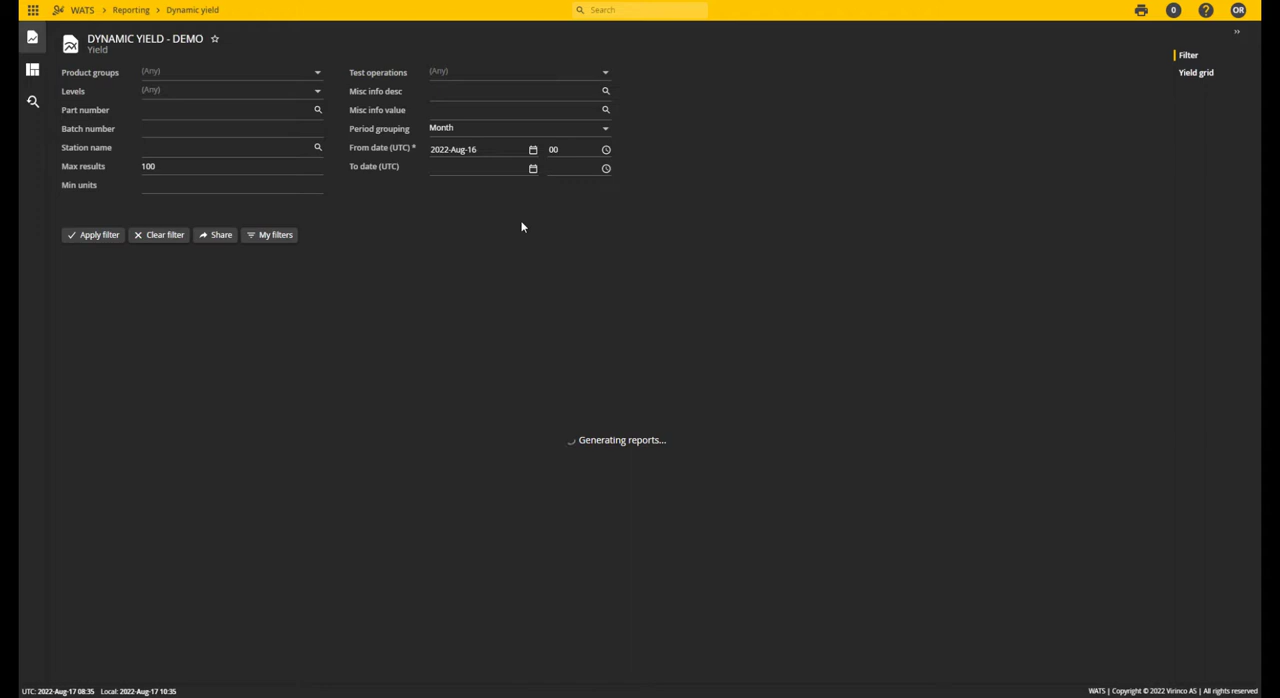 WATS > Reporting > Dynamic yield
Search
0
?
OR
DYNAMIC YIELD - DEMO
Yield
Filter
Yield grid
Product groups (Any)
Levels (Any)
Part number
Batch number
Station name
Max results 100
Min units
Test operations (Any)
Misc info desc
Misc info value
Period grouping Month
From date (UTC) * 2022-Aug-16 00
To date (UTC)
Apply filter Clear filter Share My filters
Generating reports...
UTC: 2022-Aug-17 08:35 Local: 2022-Aug-17 10:35
WATS | Copyright © 2022 Virinco AS | All rights reserved